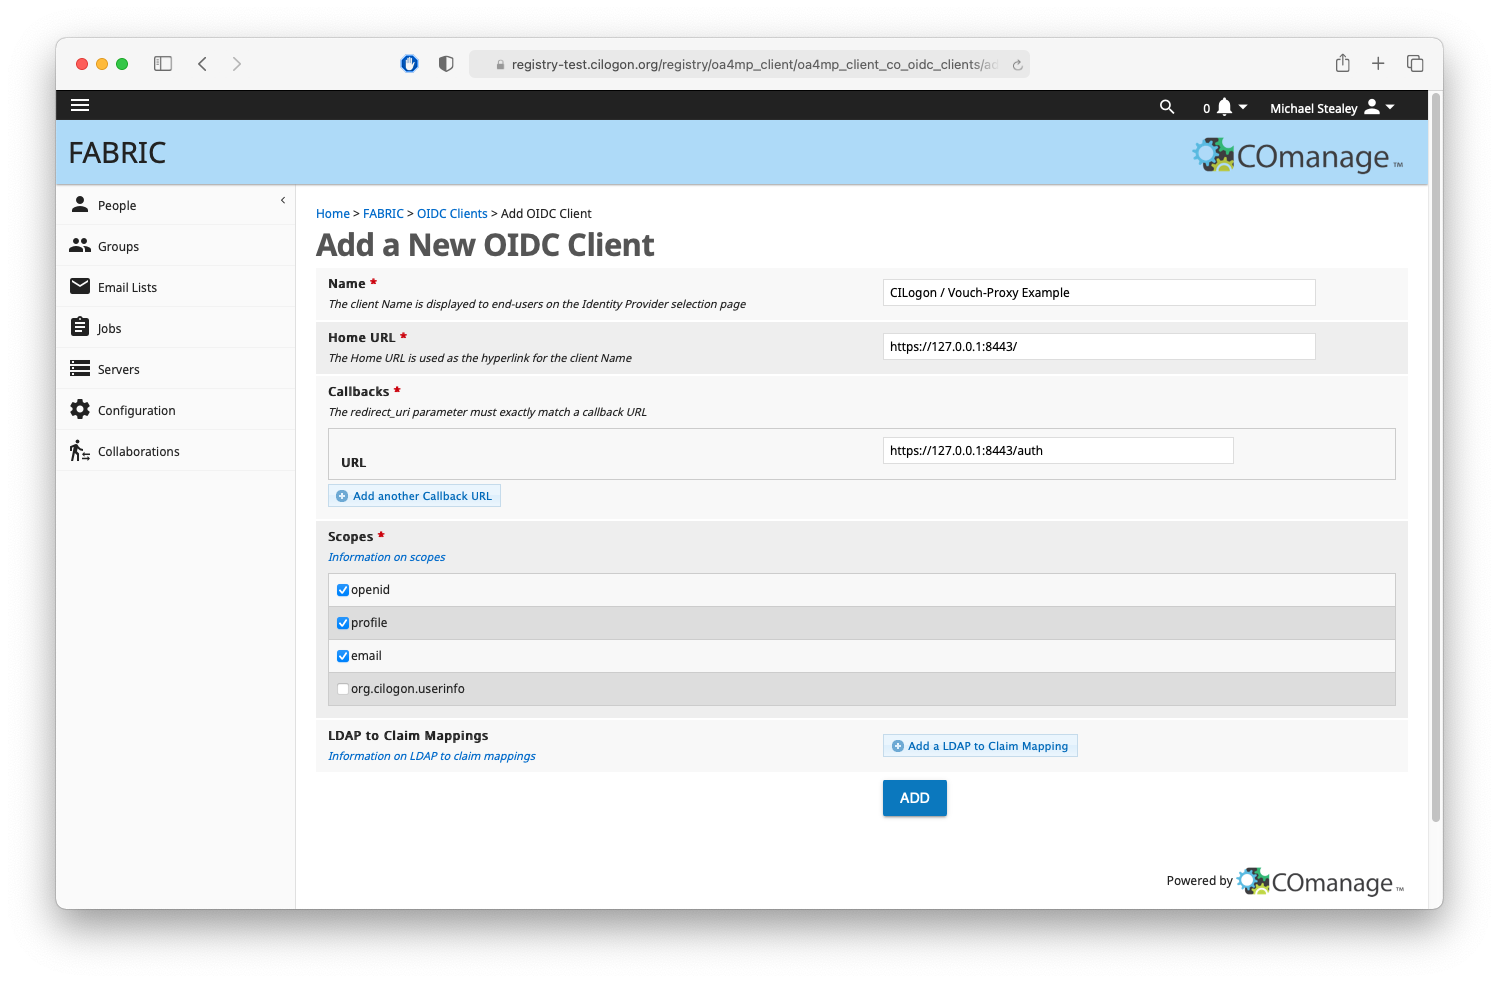 registry-test.cilogon.org/registry/oa4mp_client/oa4mp_client_co_oidc_clients/ad
0
Michael Stealey
FABRIC
COmanage ™
People
Groups
Email Lists
Jobs
Servers
Configuration
Collaborations
Home > FABRIC > OIDC Clients > Add OIDC Client
Add a New OIDC Client
Name *
The client Name is displayed to end-users on the Identity Provider selection page
CILogon / Vouch-Proxy Example
Home URL *
The Home URL is used as the hyperlink for the client Name
https://127.0.0.1:8443/
Callbacks *
The redirect_uri parameter must exactly match a callback URL
URL
https://127.0.0.1:8443/auth
Add another Callback URL
Scopes *
Information on scopes
openid
profile
email
org.cilogon.userinfo
LDAP to Claim Mappings
Information on LDAP to claim mappings
Add a LDAP to Claim Mapping
ADD
Powered by COmanage ™